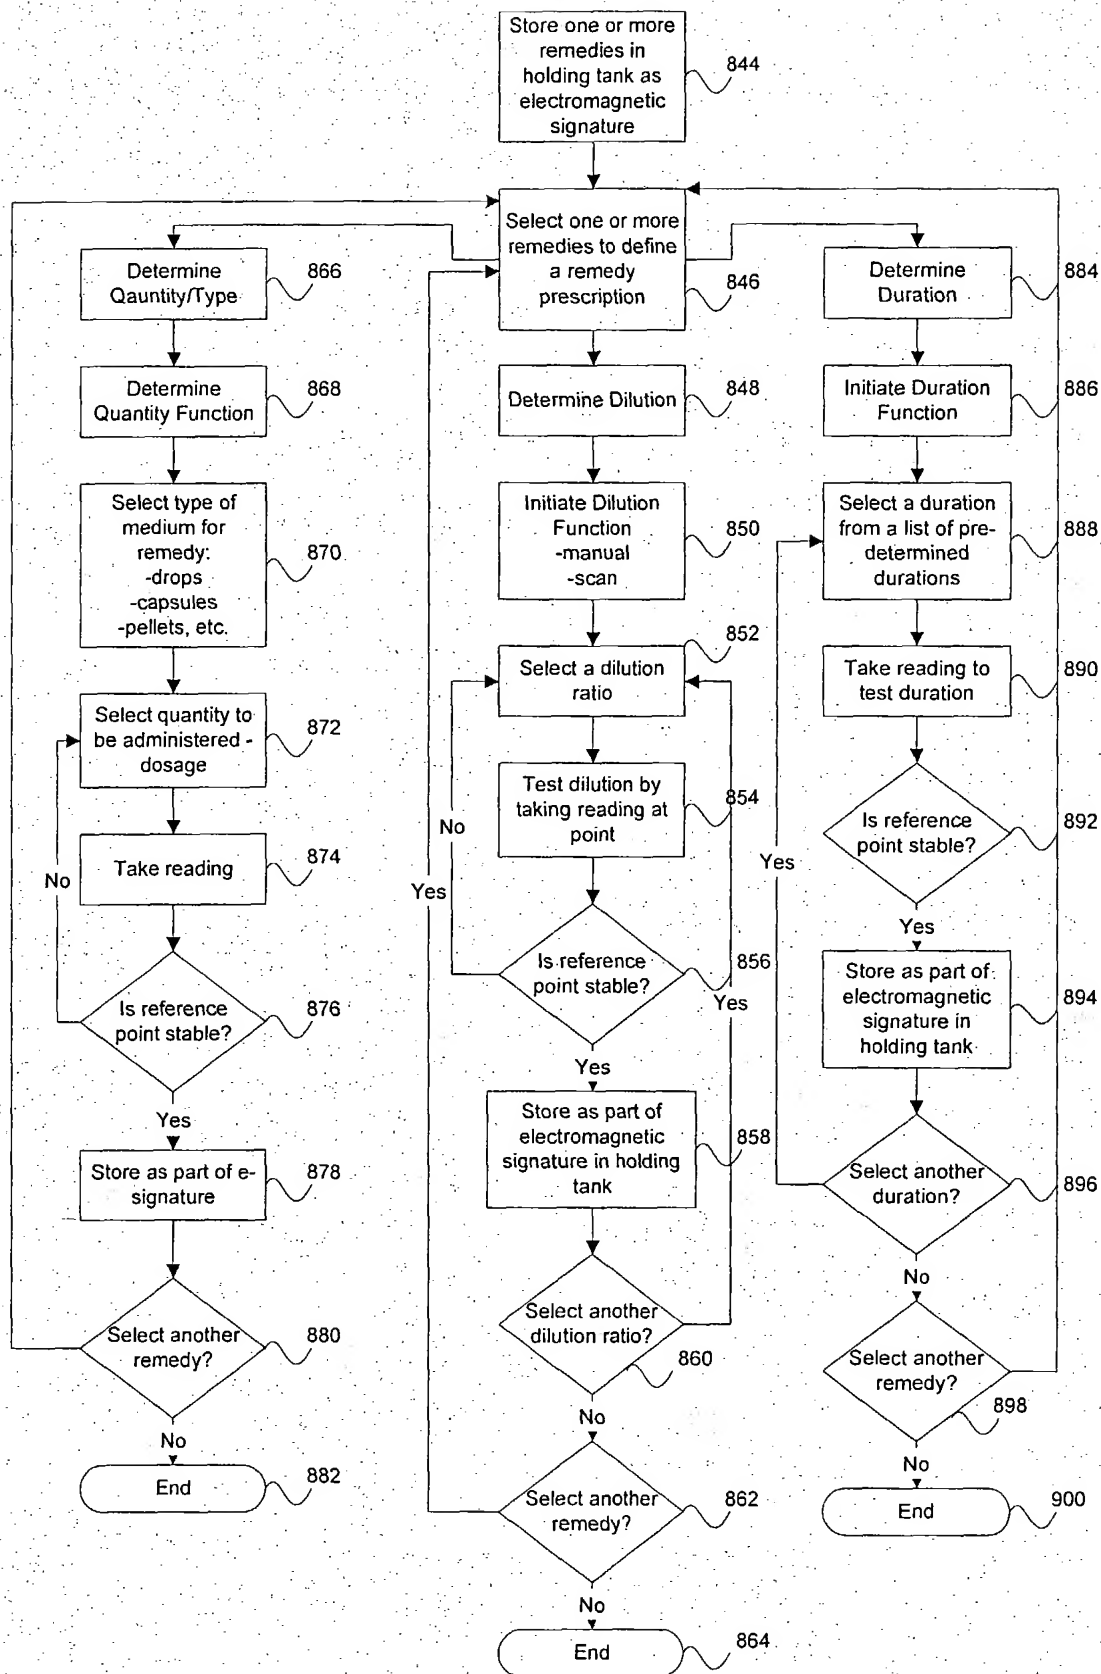 Store one or more
remedies in
holding tank as
electromagnetic
signature
844
Select one or more
remedies to define
a remedy
prescription
846
Determine
Qauntity/Type
866
Determine
Quantity Function
868
Select type of
medium for
remedy:
-drops
-capsules
-pellets, etc.
870
Select quantity to
be administered -
dosage
872
Take reading
874
No
Is reference
point stable?
876
Yes
Store as part of e-
signature
878
Select another
remedy?
880
No
End
882
Determine Dilution
848
Initiate Dilution
Function
-manual
-scan
850
Select a dilution
ratio
852
Test dilution by
taking reading at
point
854
No
Yes
Is reference
point stable?
856
Yes
Yes
Store as part of
electromagnetic
signature in holding
tank
858
Select another
dilution ratio?
860
No
Select another
remedy?
862
No
End
864
Determine
Duration
884
Initiate Duration
Function
886
Select a duration
from a list of pre-
determined
durations
888
Take reading to
test duration
890
Is reference
point stable?
892
Yes
Yes
Store as part of
electromagnetic
signature in
holding tank
894
Select another
duration?
896
No
Select another
remedy?
898
No
End
900